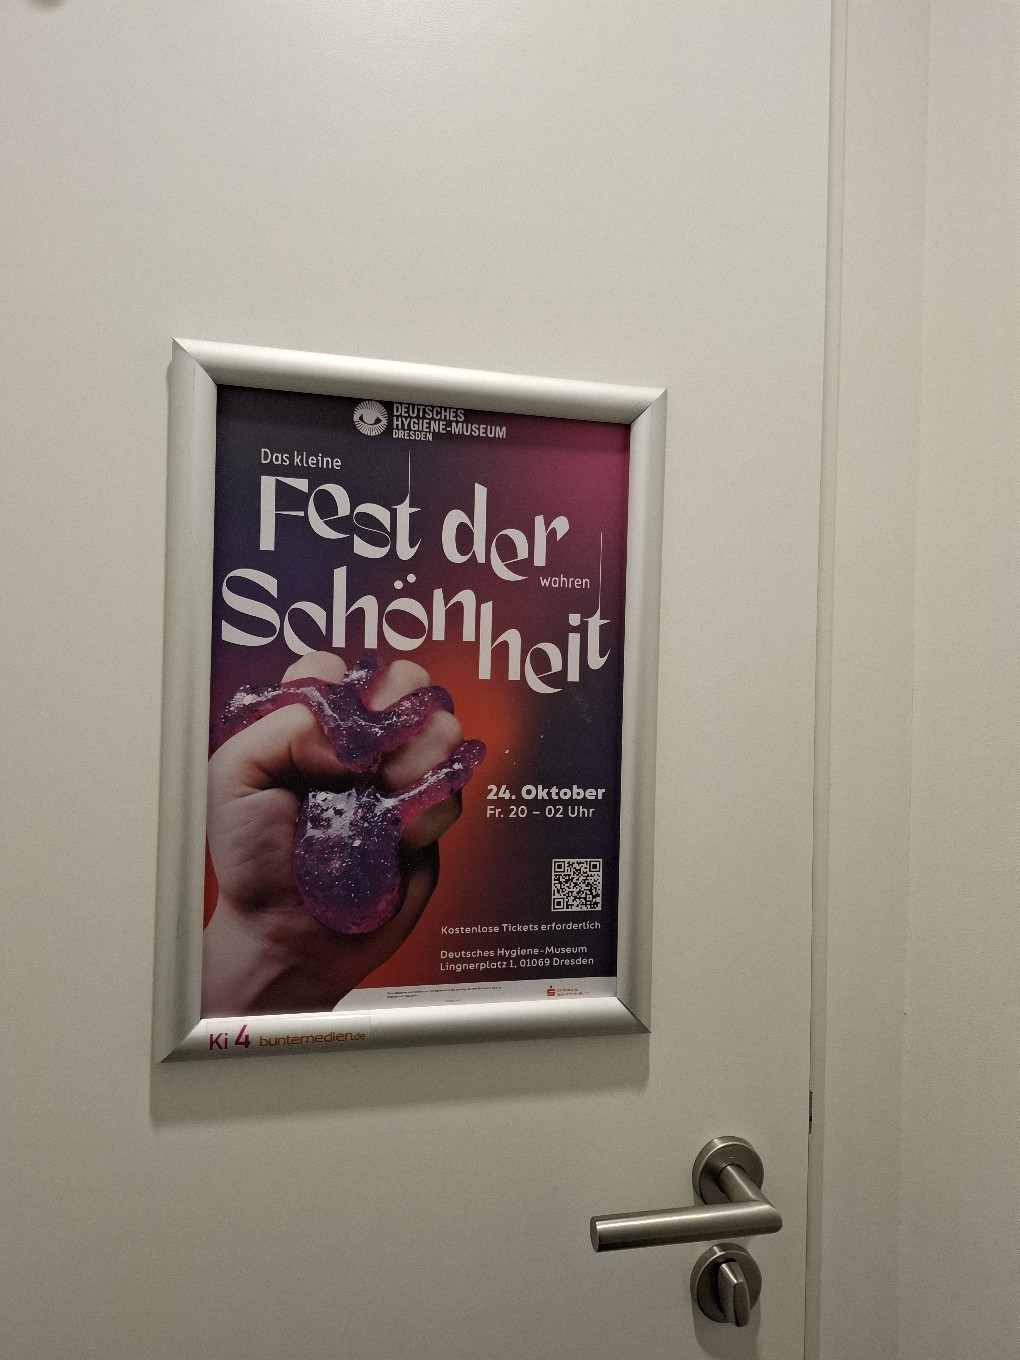 DEUTSCHES
HYGIENE-MUSEUM
DRESDEN
Das kleine
Fest der
wahren
Schönheit
24. Oktober
Fr. 20 – 02 Uhr
Kostenlose Tickets erforderlich
Deutsches Hygiene-Museum
Lingnerplatz 1, 01069 Dresden
Ki 4 buntemedien.de